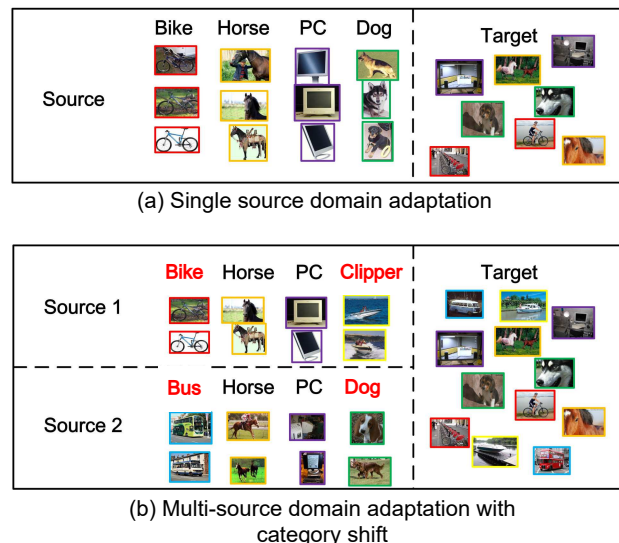 Bike Horse PC Dog
Target
Source
(a) Single source domain adaptation
Bike Horse PC Clipper
Target
Source 1
Bus Horse PC Dog
Source 2
(b) Multi-source domain adaptation with
category shift